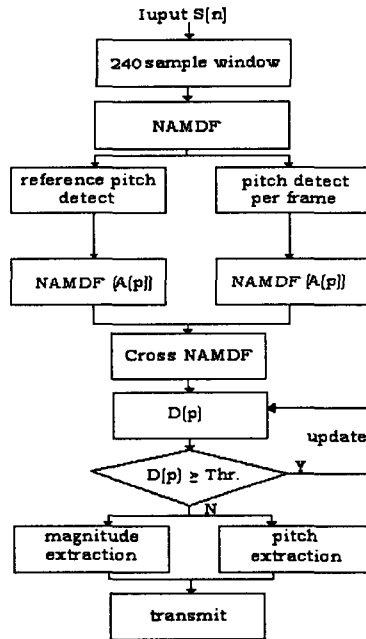 Iuput S[n]
240 sample window
NAMDF
reference pitch
detect
pitch detect
per frame
NAMDF (A(p))
NAMDF (A(p))
Cross NAMDF
D(p)
update
D(p) ≥ Thr.
Y
N
magnitude
extraction
pitch
extraction
transmit